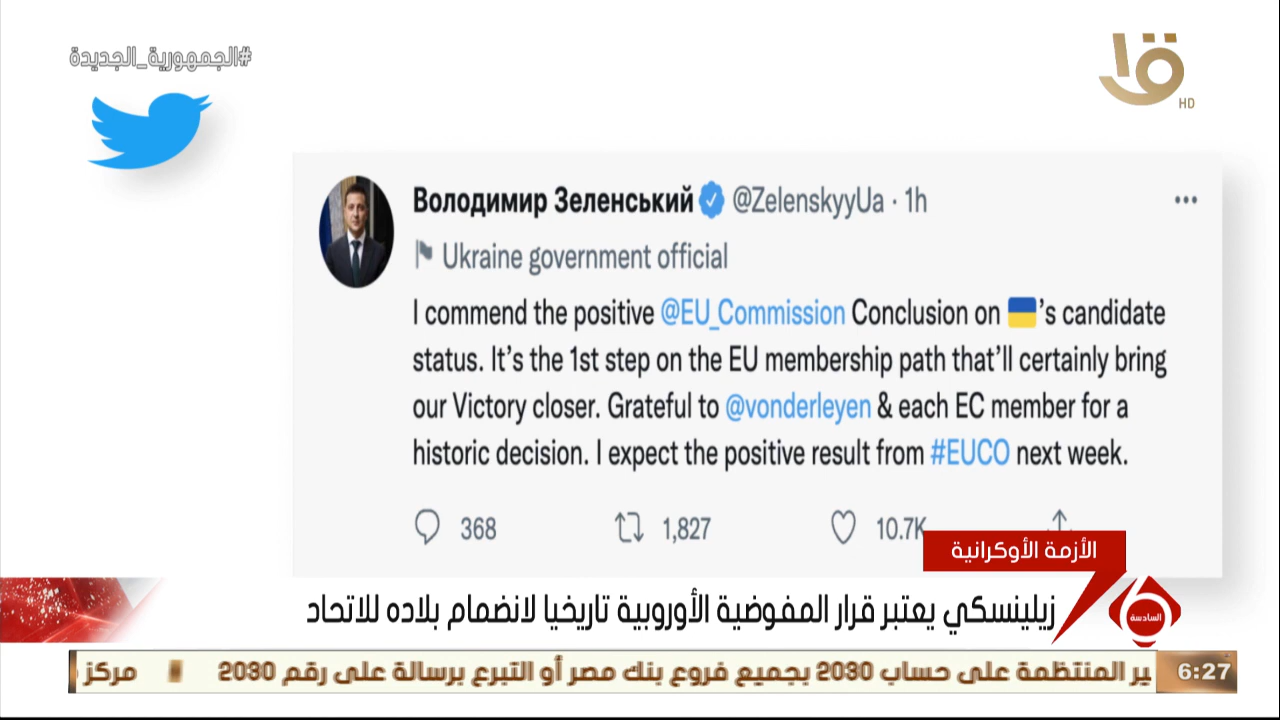 #الجمهورية_الجديدة
HD
Володимир Зеленський @ZelenskyyUa · 1h
Ukraine government official
I commend the positive @EU_Commission Conclusion on 🇺🇦's candidate
status. It's the 1st step on the EU membership path that'll certainly bring
our Victory closer. Grateful to @vonderleyen & each EC member for a
historic decision. I expect the positive result from #EUCO next week.
368 1,827 10.7K
الأزمة الأوكرانية
زيلينسكي يعتبر قرار المفوضية الأوروبية تاريخيا لانضمام بلاده للاتحاد
السادسة
6:27 ير المنتظمة على حساب 2030 بجميع فروع بنك مصر أو التبرع برسالة على رقم 2030 مركز